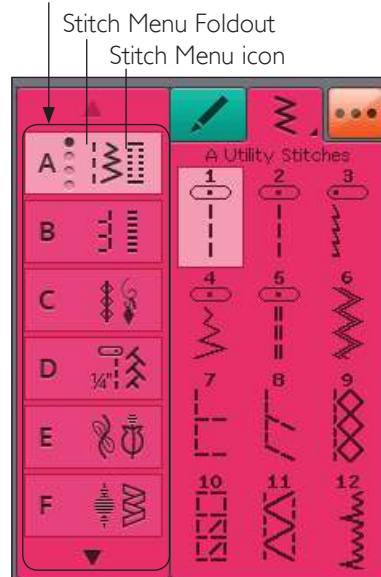 Stitch Menu Foldout
Stitch Menu icon
A Utility Stitches
A
B
C
D
¼"
E
F
1 2 3
4 5 6
7 8 9
10 11 12